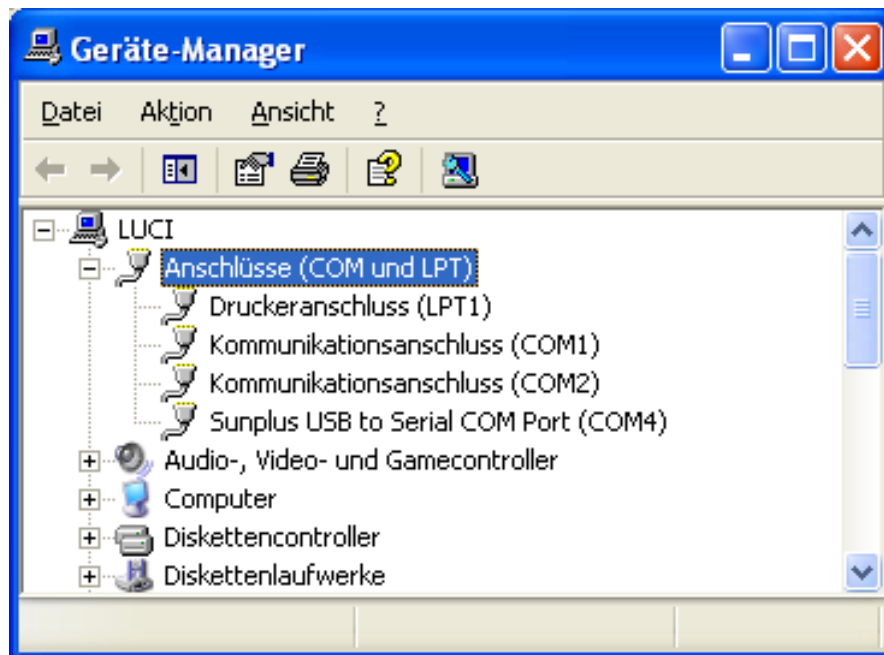 Geräte-Manager
Datei Aktion Ansicht ?
LUCI
Anschlüsse (COM und LPT)
Druckeranschluss (LPT1)
Kommunikationsanschluss (COM1)
Kommunikationsanschluss (COM2)
Sunplus USB to Serial COM Port (COM4)
Audio-, Video- und Gamecontroller
Computer
Diskettencontroller
Diskettenlaufwerke